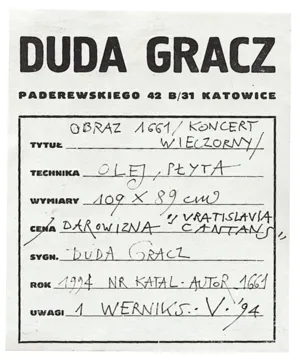 DUDA GRACZ
PADEREWSKIEGO 42 B/31 KATOWICE
OBRAZ 1661/ KONCERT
TYTUŁ WIECZORNY/
TECHNIKA OLEJ, PŁYTA
WYMIARY 109 X 89 cm
"VRATISLAVIA
CENA / DAROWIZNA CANTANS"
SYGN. DUDA GRACZ
ROK 1994 NR KATAL. AUTOR. 1661
UWAGI 1 WERNIKS.. V. '94